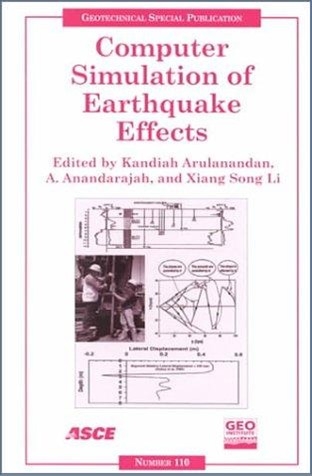 GEOTECHNICAL SPECIAL PUBLICATION
Computer
Simulation of
Earthquake
Effects
Edited by Kandiah Arulanandan,
A. Anandarajah, and Xiang Song Li
Lateral Displacement (m)
-0.2 0 0.2 0.4 0.6
Depth (m)
ASCE
GEO
INSTITUTE
NUMBER 110